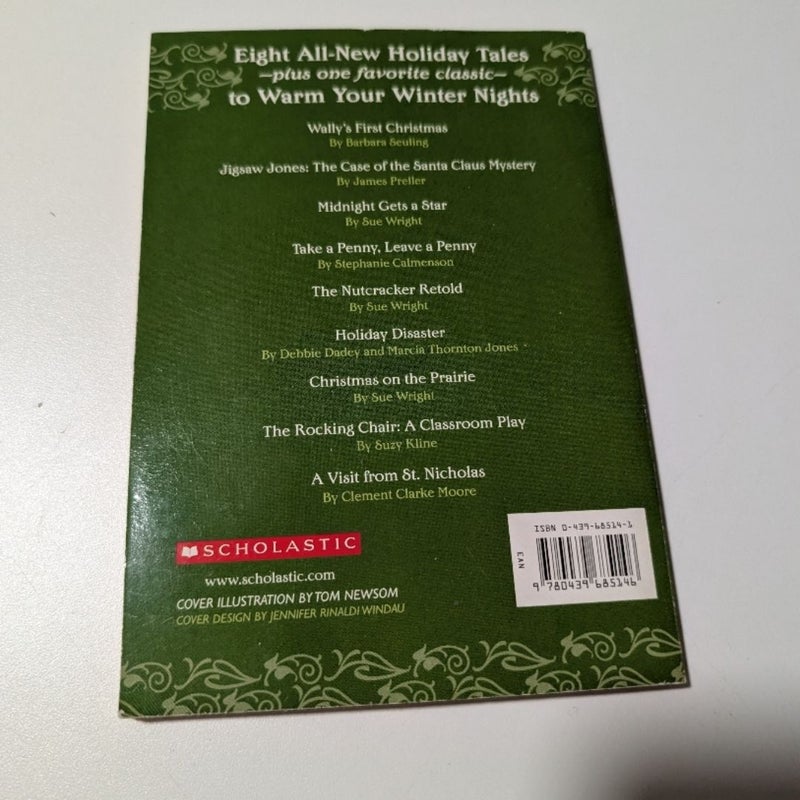 Eight All-New Holiday Tales
—plus one favorite classic—
to Warm Your Winter Nights
Wally's First Christmas
By Barbara Seuling
Jigsaw Jones: The Case of the Santa Claus Mystery
By James Preller
Midnight Gets a Star
By Sue Wright
Take a Penny, Leave a Penny
By Stephanie Calmenson
The Nutcracker Retold
By Sue Wright
Holiday Disaster
By Debbie Dadey and Marcia Thornton Jones
Christmas on the Prairie
By Sue Wright
The Rocking Chair: A Classroom Play
By Suzy Kline
A Visit from St. Nicholas
By Clement Clarke Moore
SCHOLASTIC
www.scholastic.com
COVER ILLUSTRATION BY TOM NEWSOM
COVER DESIGN BY JENNIFER RINALDI WINDAU
ISBN 0-439-68514-1
EAN
9 780439 685146